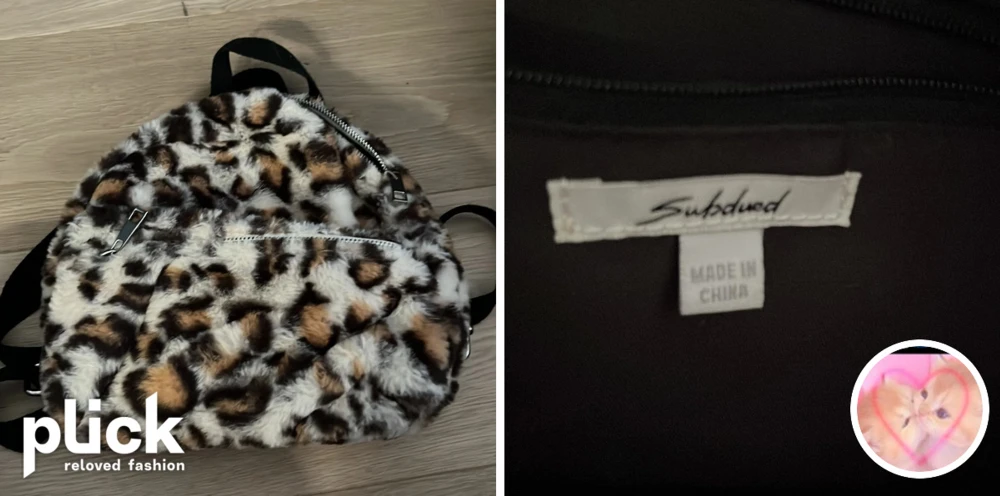 plick
reloved fashion
Subdued
MADE IN
CHINA